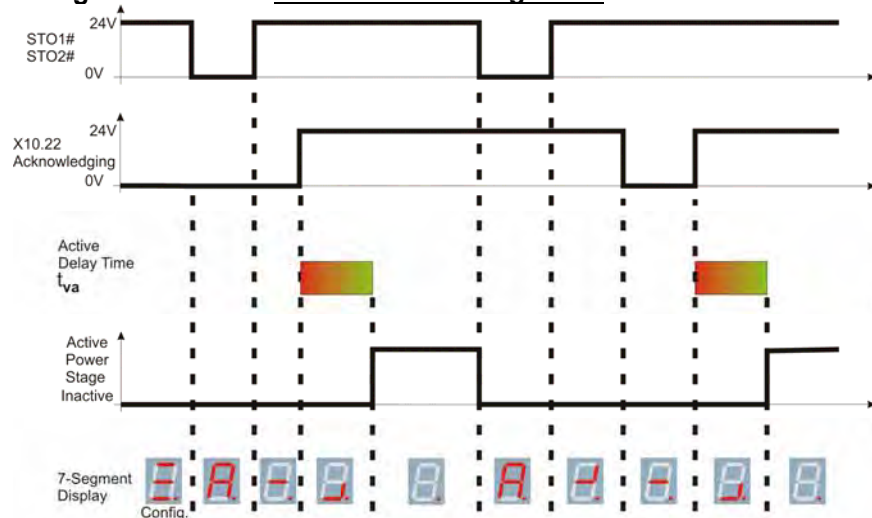 24V
STO1#
STO2#
0V
24V
X10.22
Acknowledging
0V
Active
Delay Time
tva
Active
Power
Stage
Inactive
7-Segment
Display
Config.